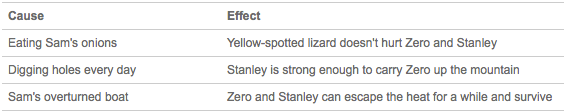 Cause Effect
Eating Sam's onions Yellow-spotted lizard doesn't hurt Zero and Stanley
Digging holes every day Stanley is strong enough to carry Zero up the mountain
Sam's overturned boat Zero and Stanley can escape the heat for a while and survive